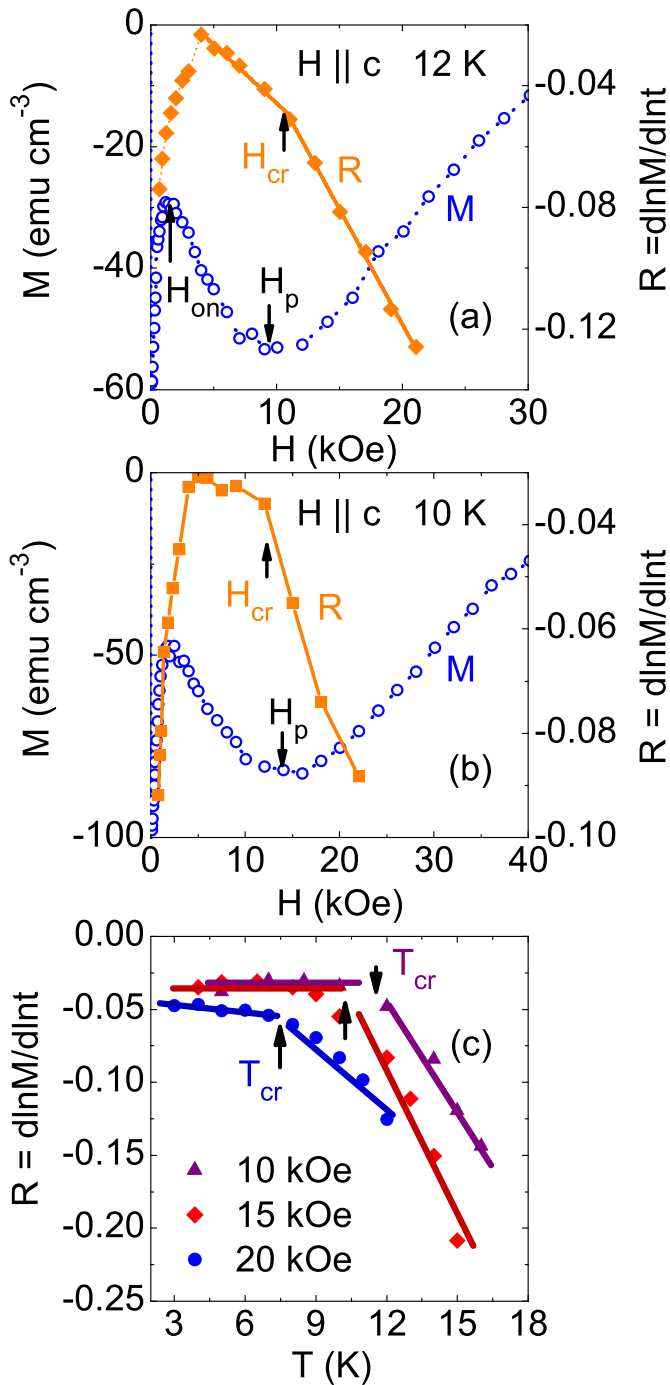 0
-20
-40
-60
M (emu cm⁻³)
H || c 12 K
H_cr
R
M
H_on
H_p
(a)
-0.04
-0.08
-0.12
R =dlnM/dlnt
0 10 20 30
H (kOe)
0
-50
-100
M (emu cm⁻³)
H || c 10 K
H_cr
R
M
H_p
(b)
-0.04
-0.06
-0.08
-0.10
R = dlnM/dlnt
0 10 20 30 40
H (kOe)
0.00
-0.05
-0.10
-0.15
-0.20
-0.25
R = dlnM/dlnt
T_cr
(c)
T_cr
10 kOe
15 kOe
20 kOe
3 6 9 12 15 18
T (K)